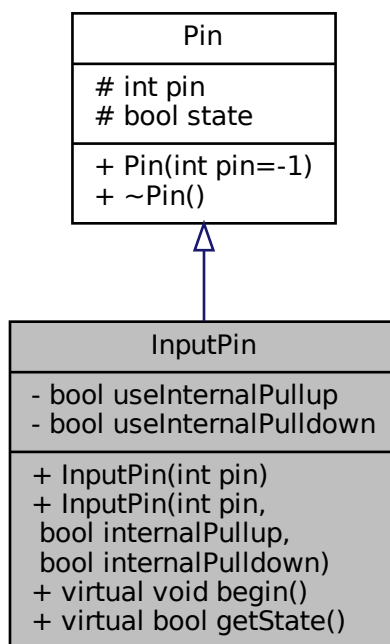 Pin
# int pin
# bool state
+ Pin(int pin=-1)
+ ~Pin()
InputPin
- bool useInternalPullup
- bool useInternalPulldown
+ InputPin(int pin)
+ InputPin(int pin,
bool internalPullup,
bool internalPulldown)
+ virtual void begin()
+ virtual bool getState()